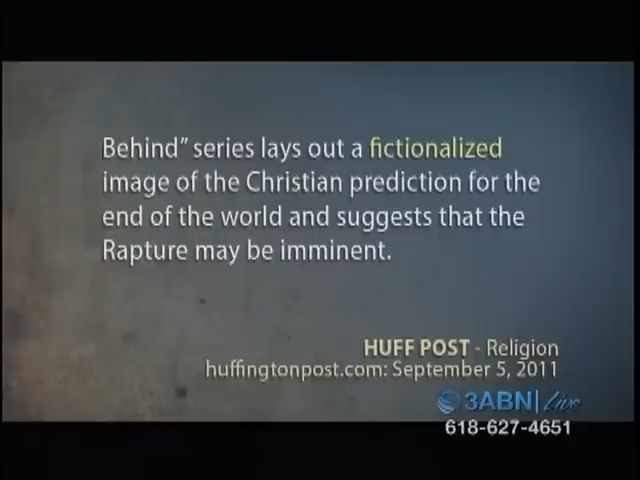 Behind” series lays out a fictionalized
image of the Christian prediction for the
end of the world and suggests that the
Rapture may be imminent.
HUFF POST - Religion
huffingtonpost.com: September 5, 2011
3ABN| Live
618-627-4651